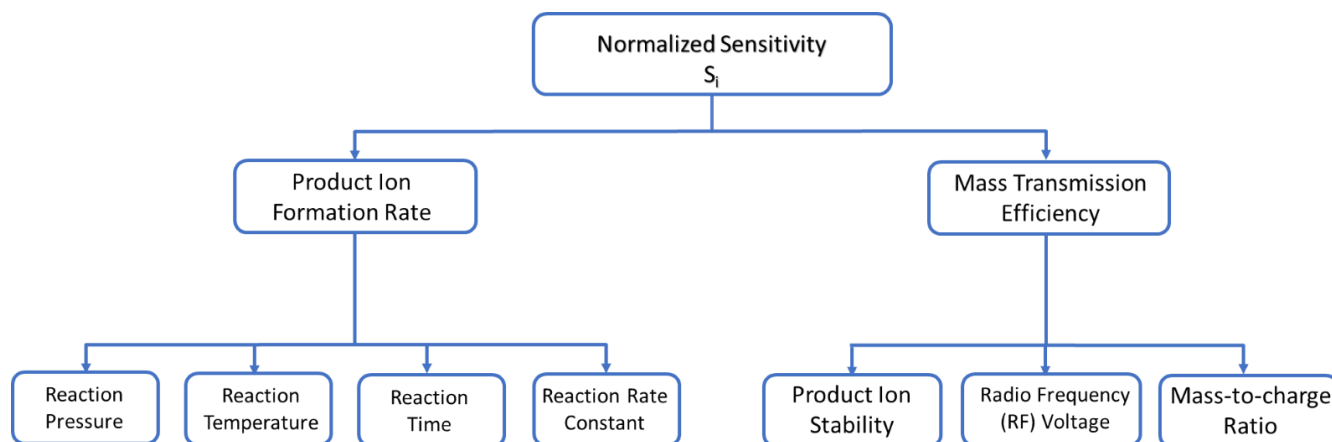 Normalized Sensitivity
Si
Product Ion
Formation Rate
Mass Transmission
Efficiency
Reaction
Pressure
Reaction
Temperature
Reaction
Time
Reaction Rate
Constant
Product Ion
Stability
Radio Frequency
(RF) Voltage
Mass-to-charge
Ratio